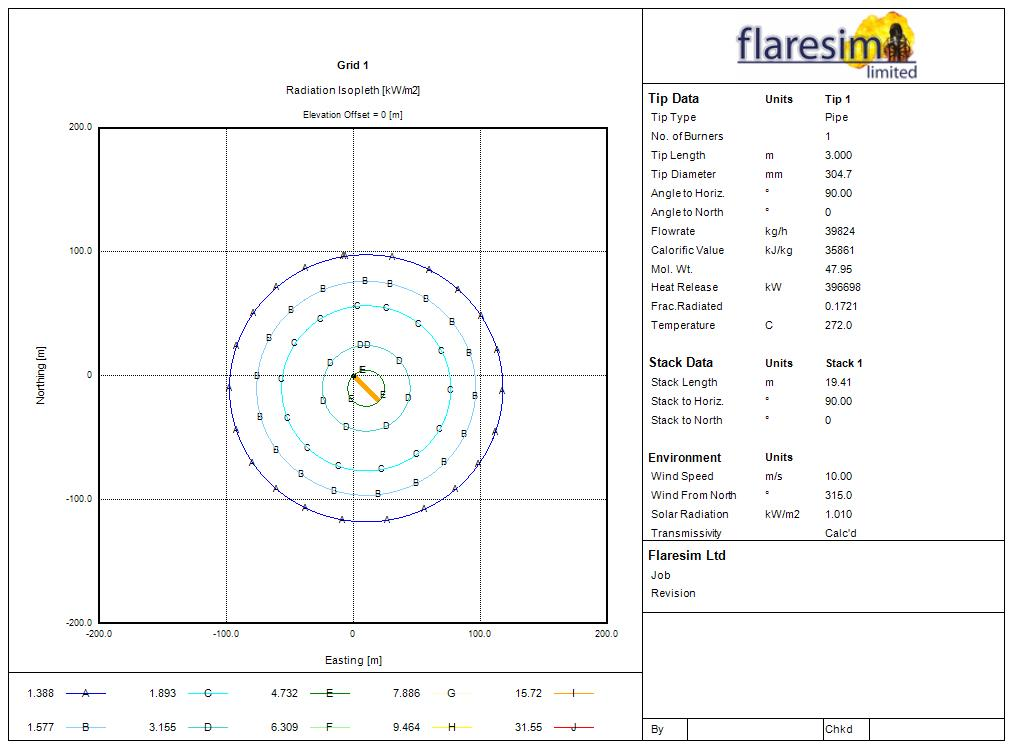 flaresim
limited
Grid 1
Radiation Isopleth [kW/m2]
Elevation Offset = 0 [m]
200.0
100.0
0
-100.0
-200.0
Northing [m]
-200.0 -100.0 0 100.0 200.0
Easting [m]
1.388 A 1.893 C 4.732 E 7.886 G 15.72 I
1.577 B 3.155 D 6.309 F 9.464 H 31.55 J
Tip Data Units Tip 1
Tip Type Pipe
No. of Burners 1
Tip Length m 3.000
Tip Diameter mm 304.7
Angle to Horiz. ° 90.00
Angle to North ° 0
Flowrate kg/h 39824
Calorific Value kJ/kg 35861
Mol. Wt. 47.95
Heat Release kW 396698
Frac.Radiated 0.1721
Temperature C 272.0
Stack Data Units Stack 1
Stack Length m 19.41
Stack to Horiz. ° 90.00
Stack to North ° 0
Environment Units
Wind Speed m/s 10.00
Wind From North ° 315.0
Solar Radiation kW/m2 1.010
Transmissivity Calc'd
Flaresim Ltd
Job
Revision
By Chkd